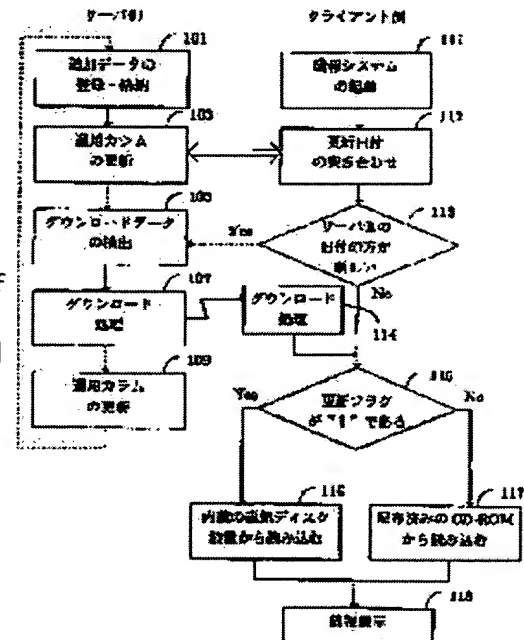 サーバ側
クライアント側
101
追加データの
登録・格納
111
情報システム
の起動
103
適用カラム
の更新
112
更新日付
の突き合わせ
105
ダウンロードデータ
の抽出
113
サーバ上の
日付の方が
新しい
Yes
No
107
ダウンロード
処理
ダウンロード
処理
114
109
適用カラム
の更新
115
更新フラグ
が"1"である
Yes
No
116
内蔵の磁気ディスク
装置から読み込む
117
配布済みのCD-ROM
から読み込む
118
情報表示